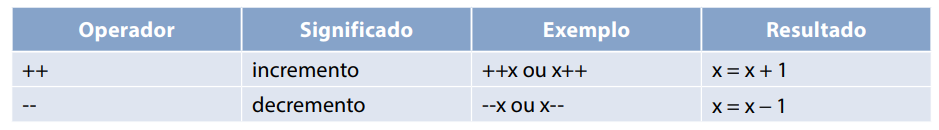 Operador Significado Exemplo Resultado
++ incremento ++x ou x++ x = x + 1
-- decremento --x ou x-- x = x – 1